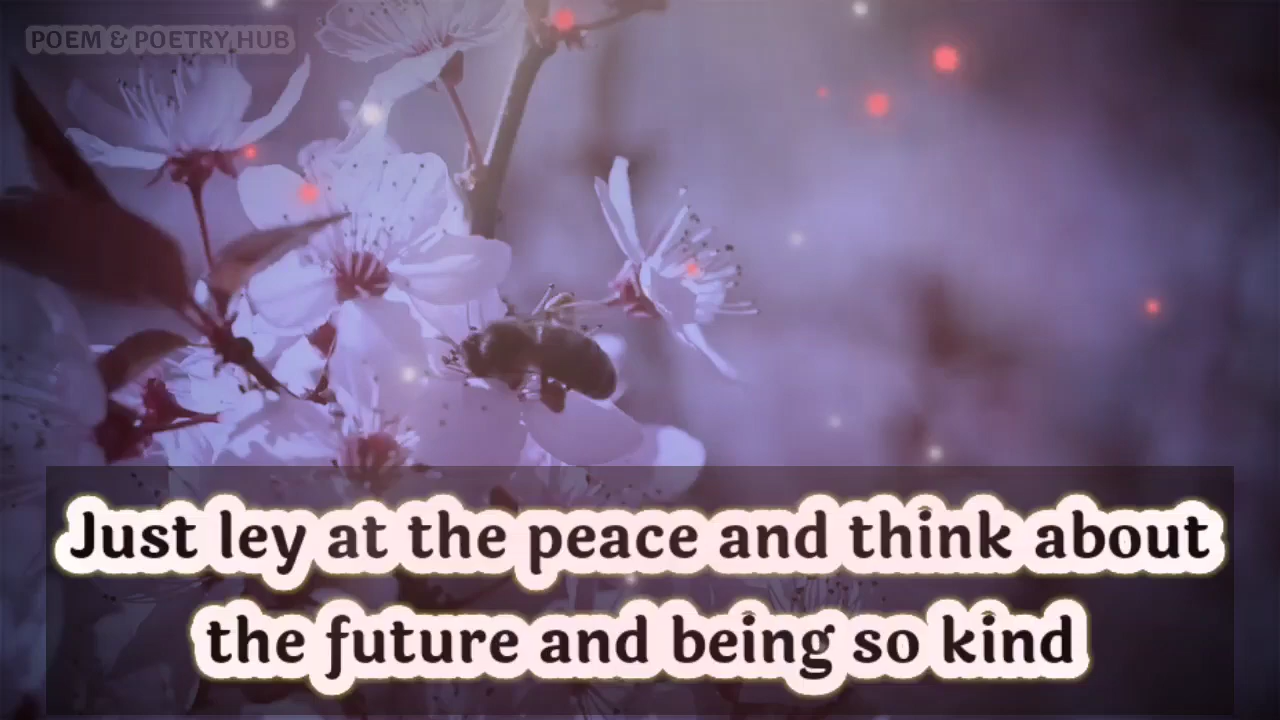 POEM & POETRY HUB
Just ley at the peace and think about
the future and being so kind